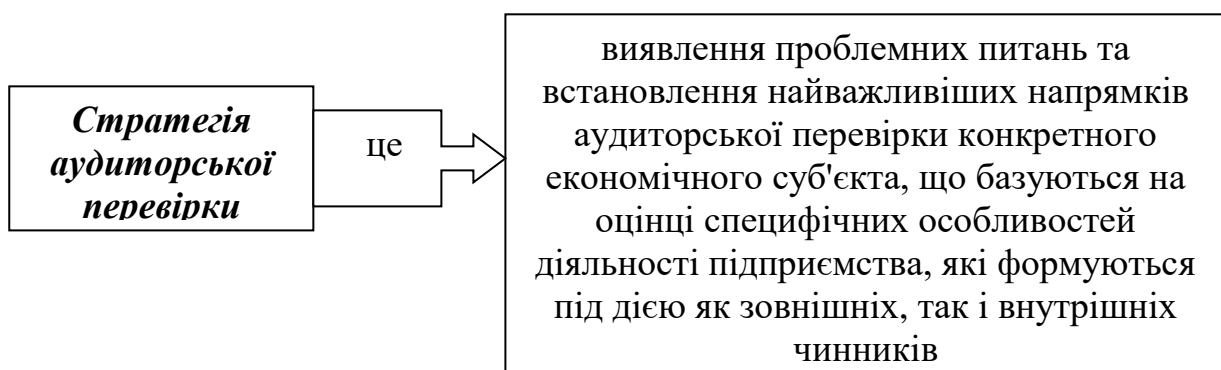 Стратегія
аудиторської
перевірки
це
виявлення проблемних питань та
встановлення найважливіших напрямків
аудиторської перевірки конкретного
економічного суб'єкта, що базуються на
оцінці специфічних особливостей
діяльності підприємства, які формуються
під дією як зовнішніх, так і внутрішніх
чинників